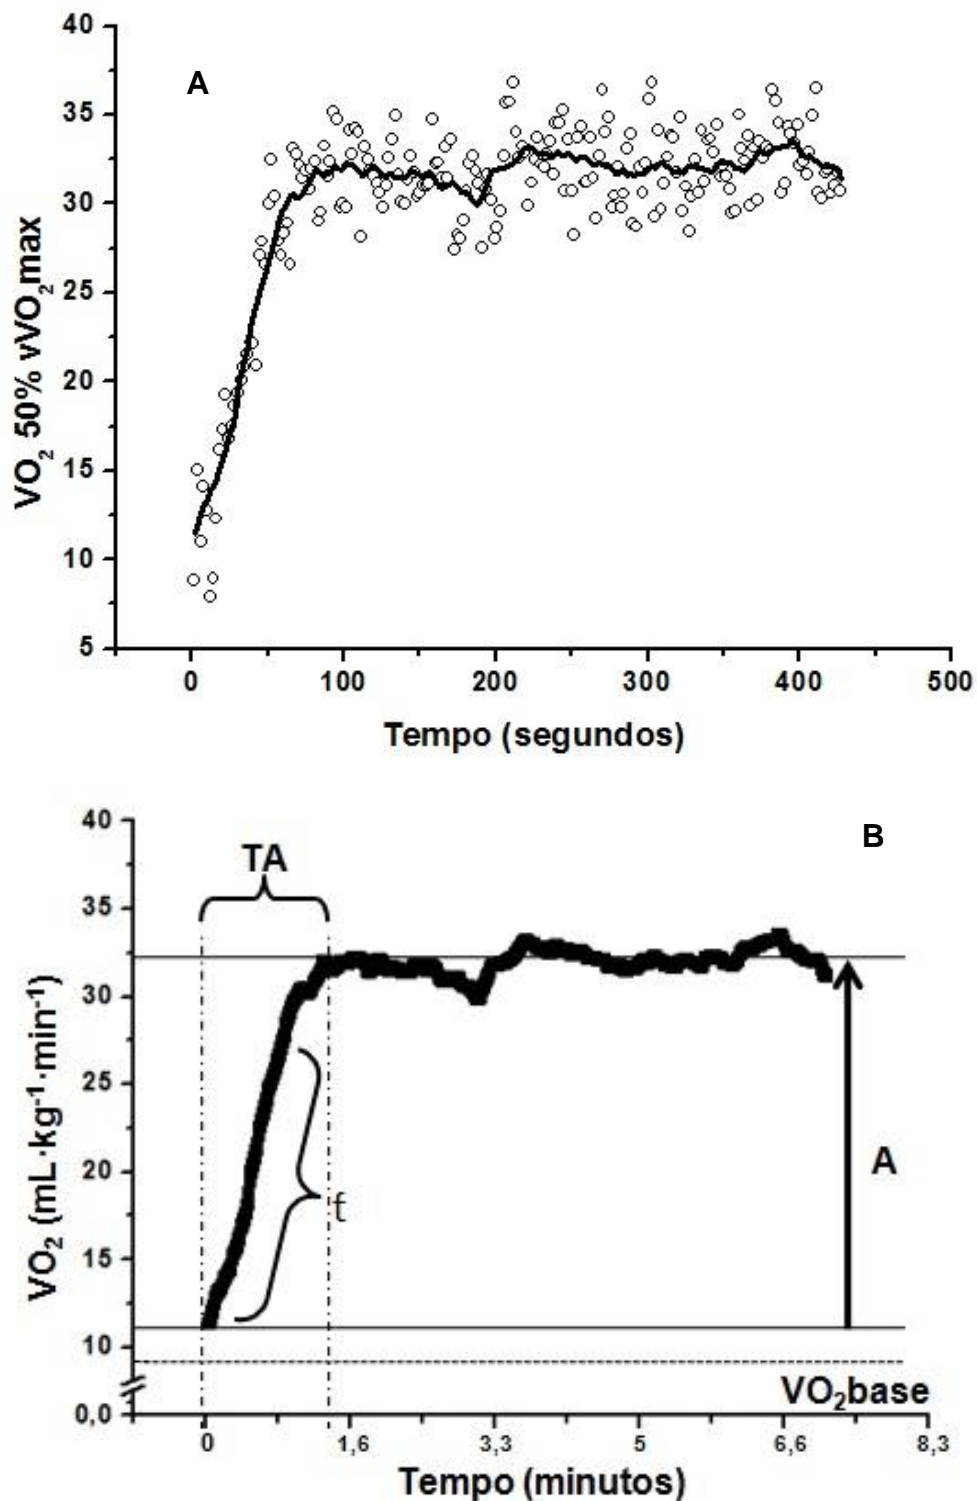 A
40
35
30
25
20
15
10
5
VO₂ 50% vVO₂max
0 100 200 300 400 500
Tempo (segundos)
B
TA
40
35
30
25
20
15
10
0,0
VO₂ (mL·kg⁻¹·min⁻¹)
A
VO₂base
0 1,6 3,3 5 6,6 8,3
Tempo (minutos)